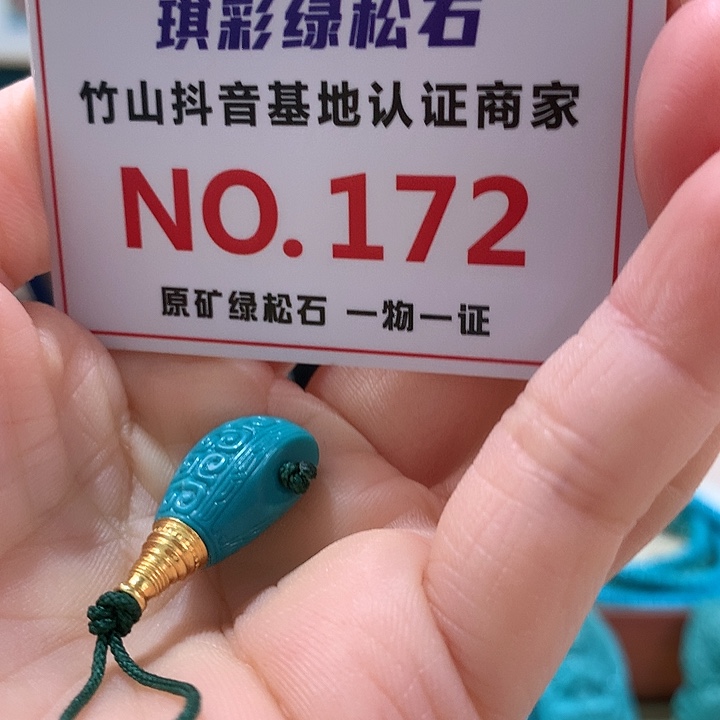 琪彩绿松石
竹山抖音基地认证商家
NO.172
原矿绿松石 一物一证